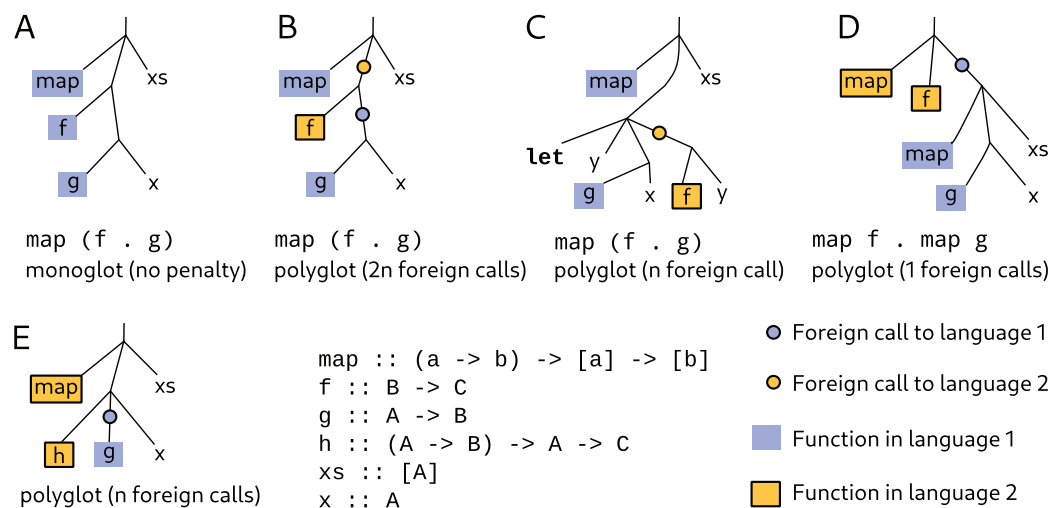 A
map
xs
f
g
x
map (f . g)
monoglot (no penalty)
B
map
xs
f
g
x
map (f . g)
polyglot (2n foreign calls)
C
map
xs
let
y
g
x
f
y
map (f . g)
polyglot (n foreign call)
D
map
f
map
xs
g
x
map f . map g
polyglot (1 foreign calls)
E
map
xs
h
g
x
polyglot (n foreign calls)
map :: (a -> b) -> [a] -> [b]
f :: B -> C
g :: A -> B
h :: (A -> B) -> A -> C
xs :: [A]
x :: A
Foreign call to language 1
Foreign call to language 2
Function in language 1
Function in language 2